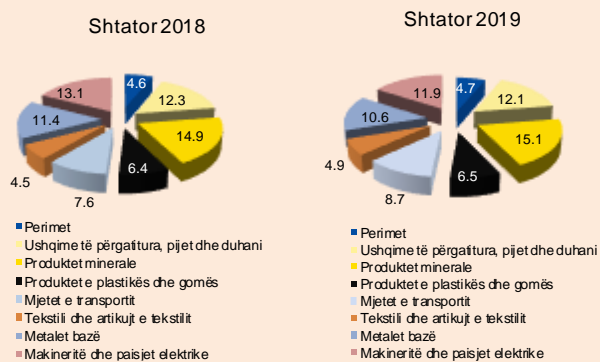 Shtator 2018
4.6
12.3
14.9
6.4
7.6
4.5
11.4
13.1
Perimet
Ushqime të përgatitura, pijet dhe duhani
Produktet minerale
Produktet e plastikës dhe gomës
Mjetet e transportit
Tekstili dhe artikujt e tekstilit
Metalet bazë
Makineritë dhe paisjet elektrike
Shtator 2019
4.7
12.1
15.1
6.5
8.7
4.9
10.6
11.9
Perimet
Ushqime të përgatitura, pijet dhe duhani
Produktet minerale
Produktet e plastikës dhe gomës
Mjetet e transportit
Tekstili dhe artikujt e tekstilit
Metalet bazë
Makineritë dhe paisjet elektrike